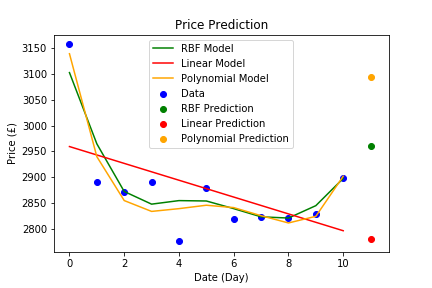 Price Prediction
3150
3100
3050
3000
2950
2900
2850
2800
Price (£)
RBF Model
Linear Model
Polynomial Model
Data
RBF Prediction
Linear Prediction
Polynomial Prediction
0 2 4 6 8 10
Date (Day)